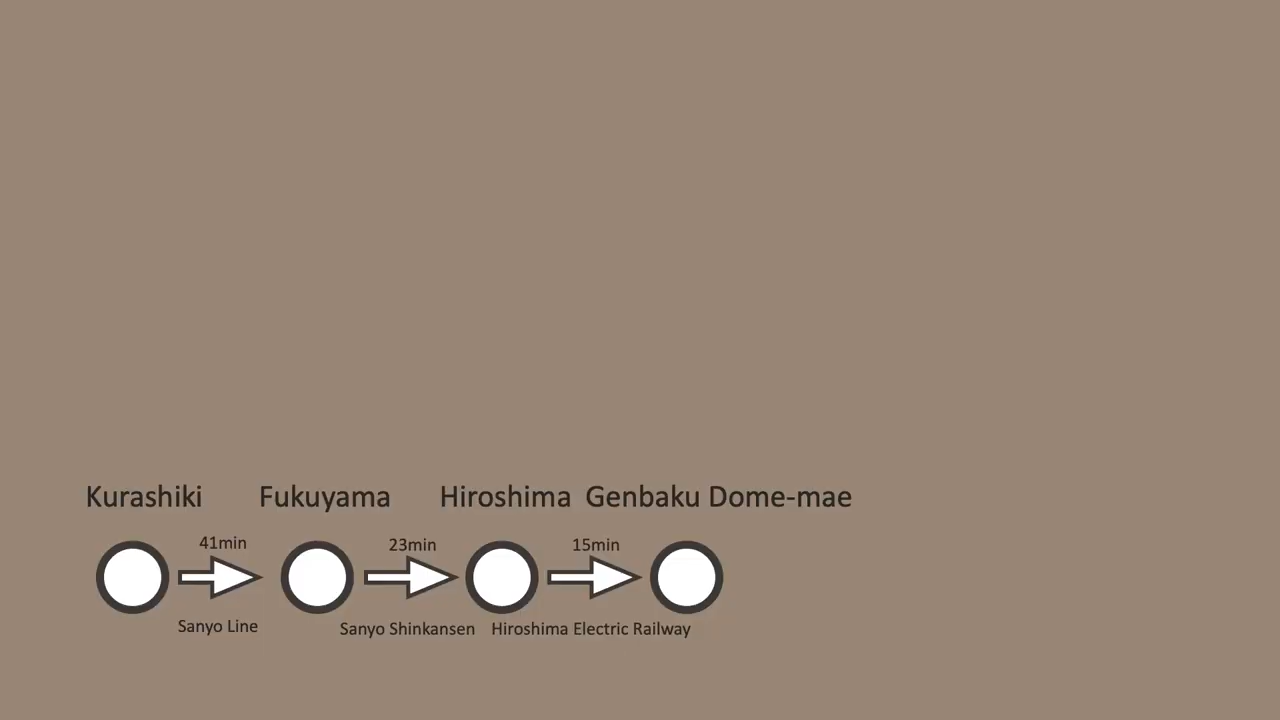 Kurashiki Fukuyama Hiroshima Genbaku Dome-mae
41min 23min 15min
Sanyo Line Sanyo Shinkansen Hiroshima Electric Railway